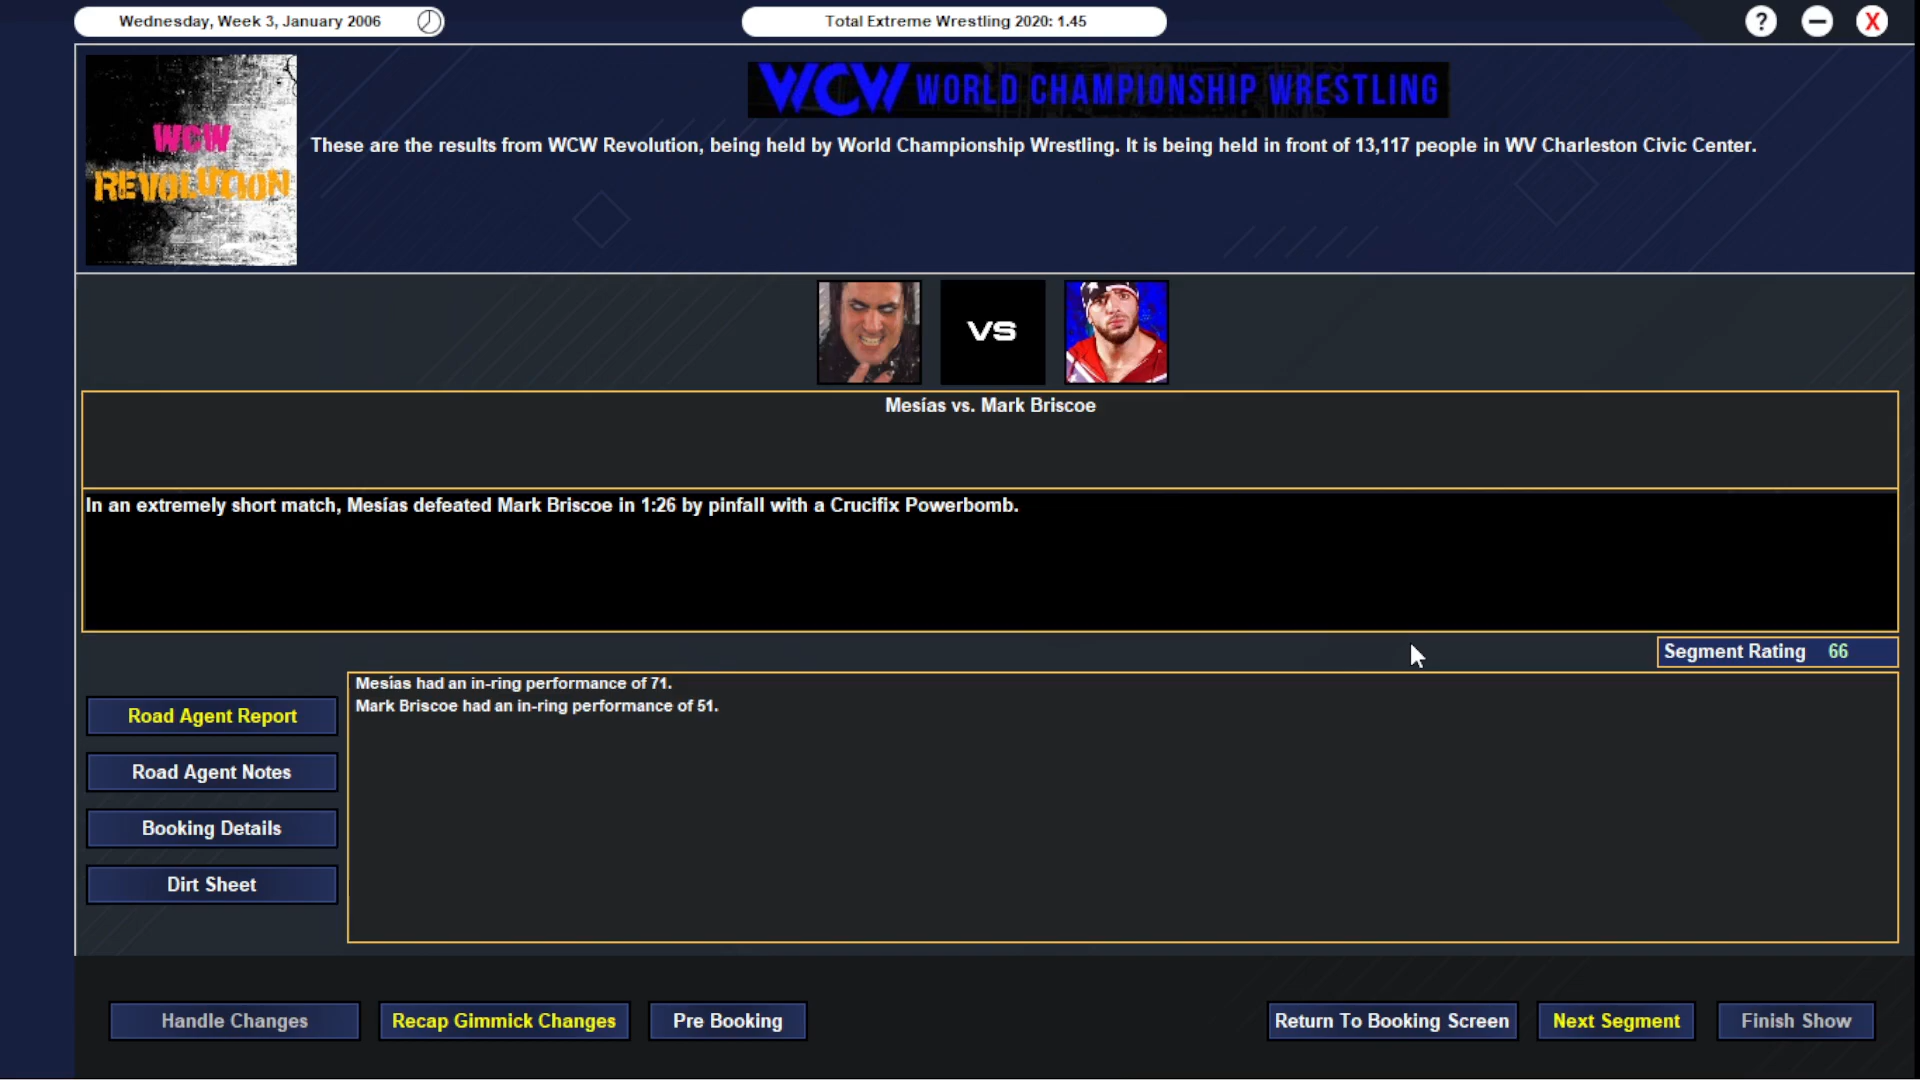 Wednesday, Week 3, January 2006
Total Extreme Wrestling 2020: 1.45
?
X
WCW WORLD CHAMPIONSHIP WRESTLING
WCW
REVOLUTION
These are the results from WCW Revolution, being held by World Championship Wrestling. It is being held in front of 13,117 people in WV Charleston Civic Center.
VS
Mesías vs. Mark Briscoe
In an extremely short match, Mesías defeated Mark Briscoe in 1:26 by pinfall with a Crucifix Powerbomb.
Segment Rating 66
Mesías had an in-ring performance of 71.
Mark Briscoe had an in-ring performance of 51.
Road Agent Report
Road Agent Notes
Booking Details
Dirt Sheet
Handle Changes
Recap Gimmick Changes
Pre Booking
Return To Booking Screen
Next Segment
Finish Show